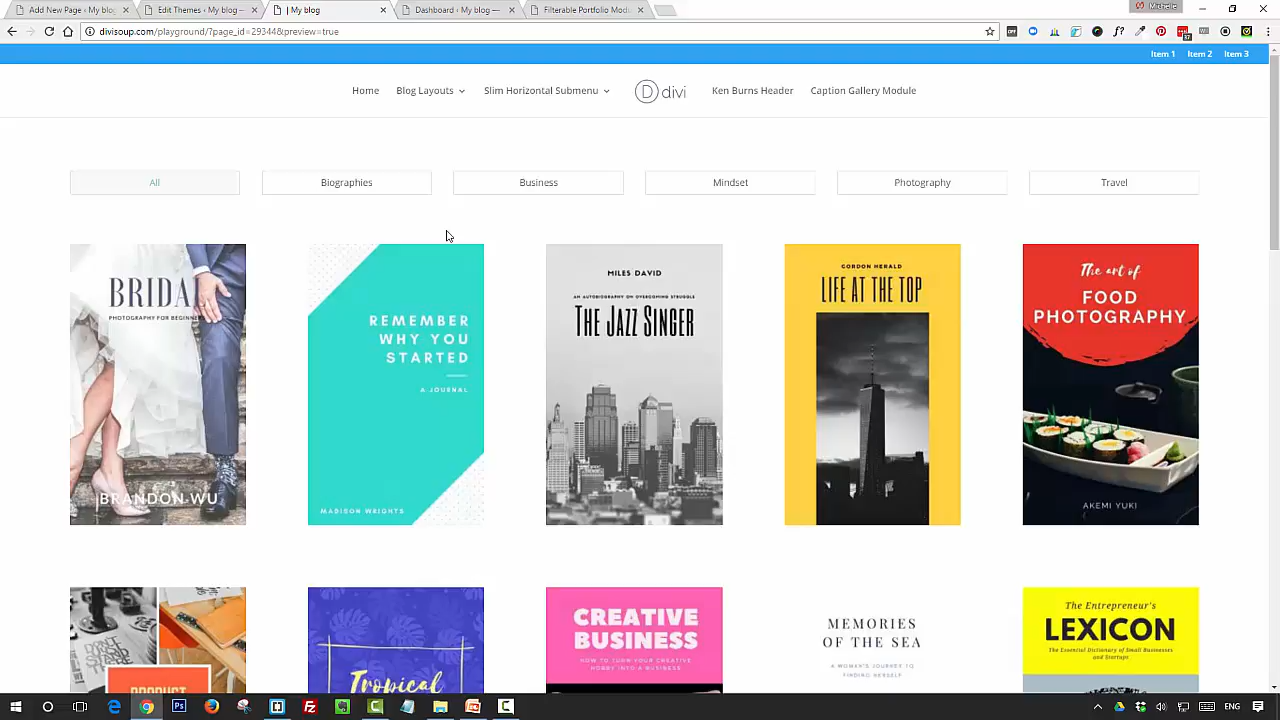 Add New Page ‹ My blog
Edit Themes ‹ My blog —
| My blog
Dashboard ‹ My blog —
Filterable Portfolio Modu
Michelle
divisoup.com/playground/?page_id=29344&preview=true
Item 1 Item 2 Item 3
Home Blog Layouts Slim Horizontal Submenu divi Ken Burns Header Caption Gallery Module
All Biographies Business Mindset Photography Travel
BRIDAL
PHOTOGRAPHY FOR BEGINNERS
BRANDON WU
REMEMBER
WHY YOU
STARTED
A JOURNAL
MADISON WRIGHTS
MILES DAVID
AN AUTOBIOGRAPHY ON OVERCOMING STRUGGLE
THE JAZZ SINGER
GORDON HERALD
LIFE AT THE TOP
The art of
FOOD
PHOTOGRAPHY
AKEMI YUKI
PRODUCT
Tropical
CREATIVE
BUSINESS
HOW TO TURN YOUR CREATIVE
HOBBY INTO A BUSINESS
MEMORIES
OF THE SEA
A WOMAN'S JOURNEY TO
FINDING HERSELF
The Entrepreneur's
LEXICON
The Essential Dictionary of Small Businesses
and Startups
ENG